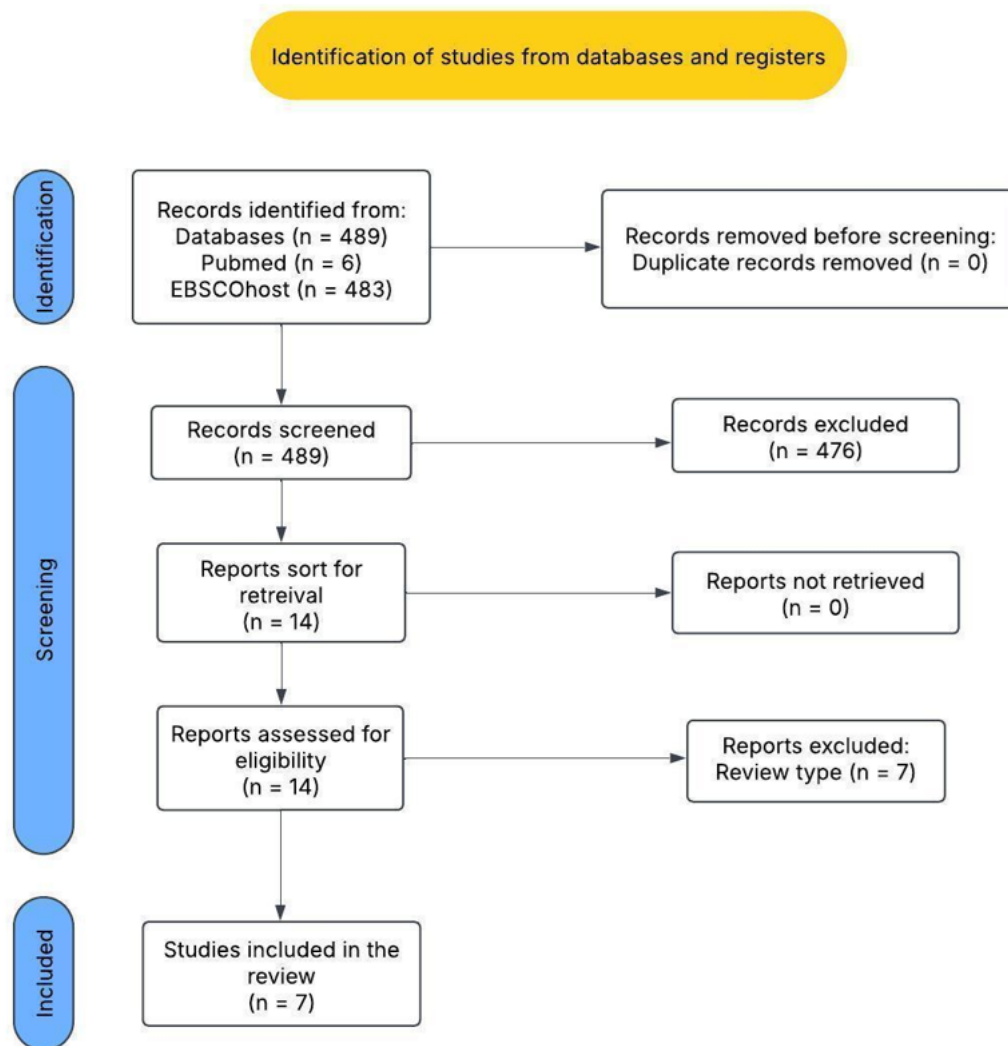 Identification of studies from databases and registers
Identification
Records identified from:
Databases (n = 489)
Pubmed (n = 6)
EBSCOhost (n = 483)
Records removed before screening:
Duplicate records removed (n = 0)
Screening
Records screened
(n = 489)
Records excluded
(n = 476)
Reports sort for
retreival
(n = 14)
Reports not retrieved
(n = 0)
Reports assessed for
eligibility
(n = 14)
Reports excluded:
Review type (n = 7)
Included
Studies included in the
review
(n = 7)